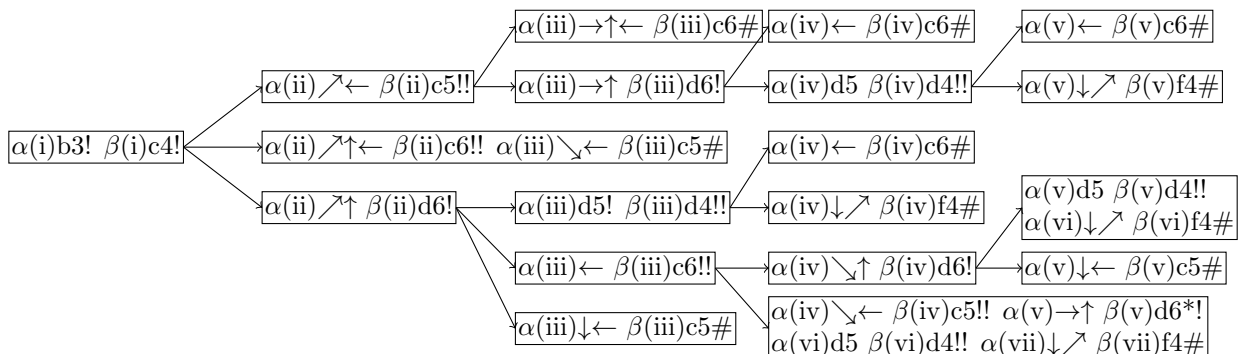 α(iii)→↑← β(iii)c6#
α(iv)← β(iv)c6#
α(v)← β(v)c6#
α(ii)↗← β(ii)c5!!
α(iii)→↑ β(iii)d6!
α(iv)d5 β(iv)d4!!
α(v)↓↗ β(v)f4#
α(i)b3! β(i)c4!
α(ii)↗↑← β(ii)c6!! α(iii)↘← β(iii)c5#
α(iv)← β(iv)c6#
α(ii)↗↑ β(ii)d6!
α(iii)d5! β(iii)d4!!
α(iv)↓↗ β(iv)f4#
α(v)d5 β(v)d4!!
α(vi)↓↗ β(vi)f4#
α(iii)← β(iii)c6!!
α(iv)↘↑ β(iv)d6!
α(v)↓← β(v)c5#
α(iii)↓← β(iii)c5#
α(iv)↘← β(iv)c5!! α(v)→↑ β(v)d6*!
α(vi)d5 β(vi)d4!! α(vii)↓↗ β(vii)f4#